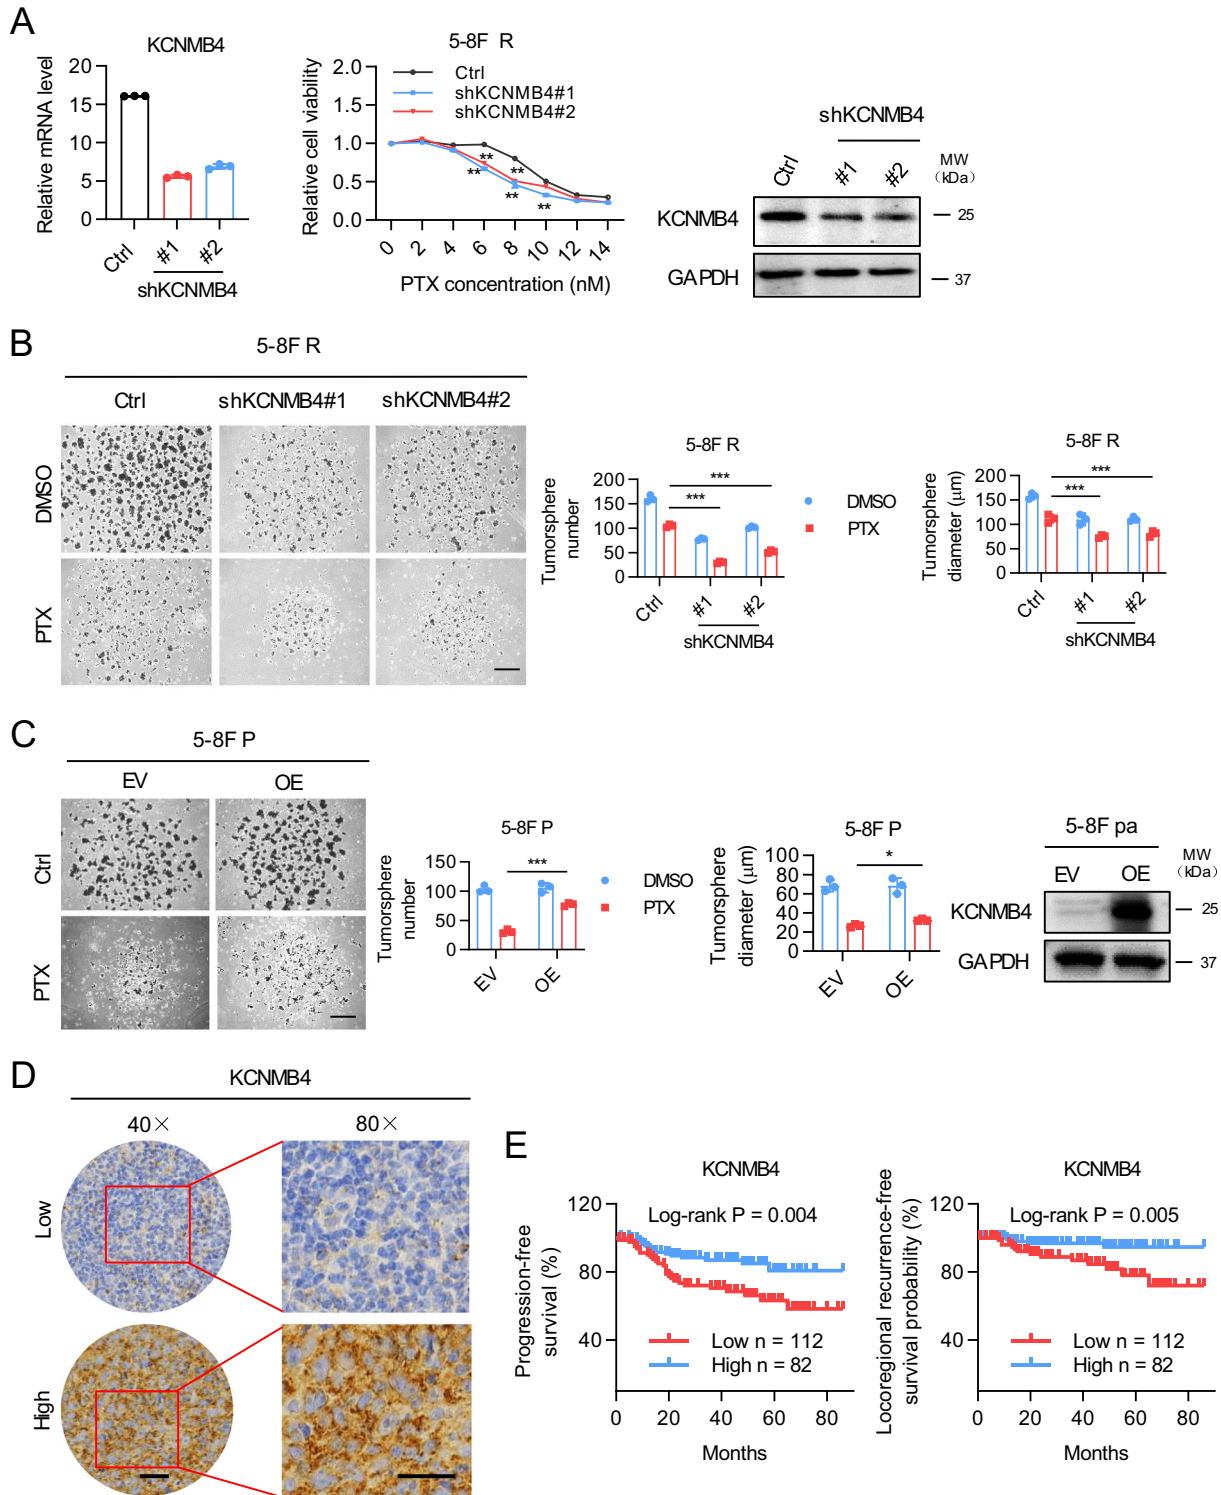 A
KCNMB4
Relative mRNA level
20
15
10
5
0
Ctrl
#1
#2
shKCNMB4
5-8F R
Relative cell viability
2.0
1.5
1.0
0.5
0.0
Ctrl
shKCNMB4#1
shKCNMB4#2
**
**
**
**
**
0
2
4
6
8
10
12
14
PTX concentration (nM)
shKCNMB4
Ctrl
#1
#2
MW
(kDa)
KCNMB4
25
GAPDH
37
B
5-8F R
Ctrl
shKCNMB4#1
shKCNMB4#2
DMSO
PTX
5-8F R
Tumorsphere
number
200
150
100
50
0
***
***
Ctrl
#1
#2
shKCNMB4
DMSO
PTX
5-8F R
Tumorsphere
diameter (μm)
200
150
100
50
0
***
***
Ctrl
#1
#2
shKCNMB4
C
5-8F P
EV
OE
Ctrl
PTX
5-8F P
Tumorsphere
number
150
100
50
0
***
EV
OE
DMSO
PTX
5-8F P
Tumorsphere
diameter (μm)
100
80
60
40
20
0
*
EV
OE
5-8F pa
EV
OE
MW
(kDa)
KCNMB4
25
GAPDH
37
D
KCNMB4
40×
80×
Low
High
E
KCNMB4
Progression-free
survival (%)
120
80
40
Log-rank P = 0.004
Low n = 112
High n = 82
0
20
40
60
80
Months
KCNMB4
Locoregional recurrence-free
survival probability (%)
120
80
40
Log-rank P = 0.005
Low n = 112
High n = 82
0
20
40
60
80
Months